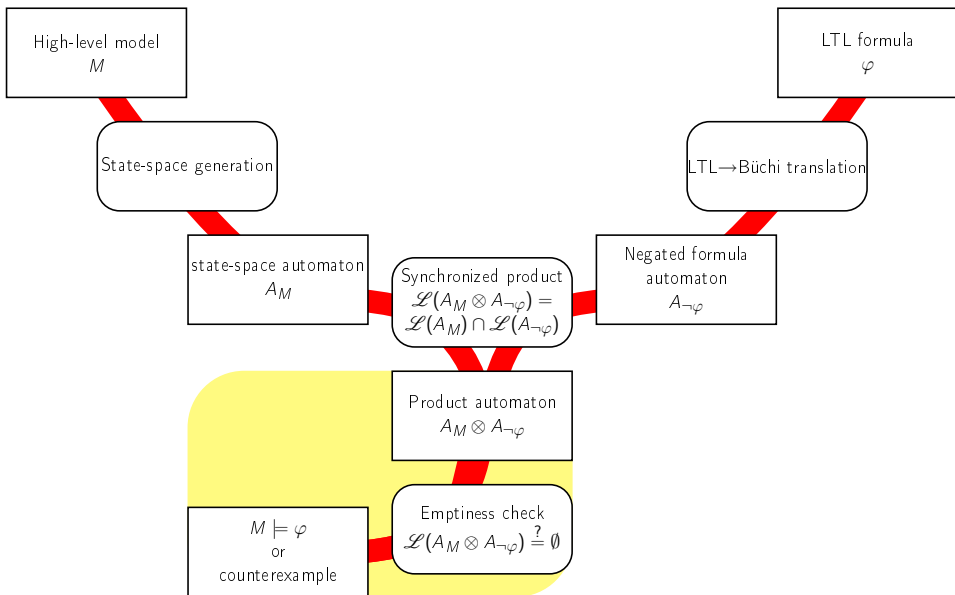 High-level model
M
LTL formula
φ
State-space generation
LTL→Büchi translation
state-space automaton
A_M
Synchronized product
ℒ(A_M ⊗ A_¬φ) =
ℒ(A_M) ∩ ℒ(A_¬φ)
Negated formula
automaton
A_¬φ
Product automaton
A_M ⊗ A_¬φ
Emptiness check
ℒ(A_M ⊗ A_¬φ) ≟ ∅
M ⊨ φ
or
counterexample